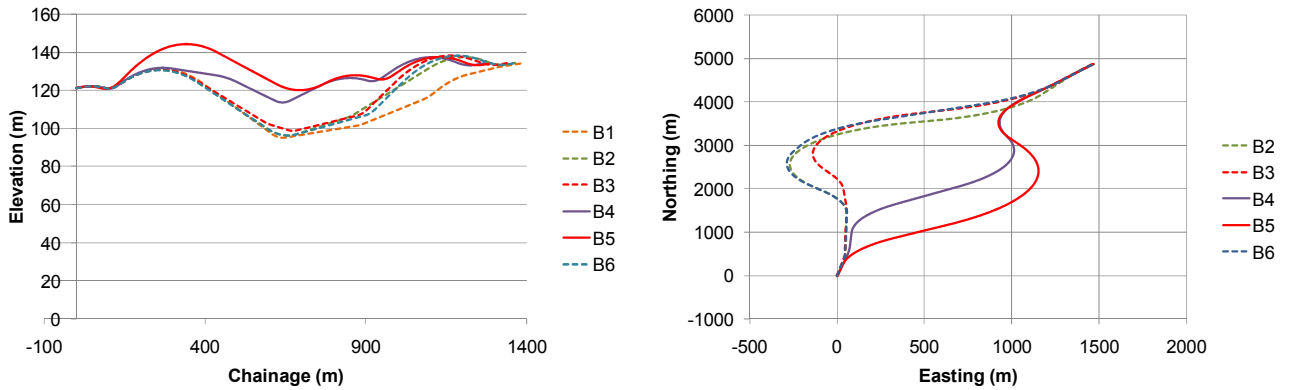 160
140
120
100
80
60
40
20
0
-100
400
900
1400
Elevation (m)
Chainage (m)
B1
B2
B3
B4
B5
B6
6000
5000
4000
3000
2000
1000
0
-1000
-500
0
500
1000
1500
2000
Northing (m)
Easting (m)
B2
B3
B4
B5
B6